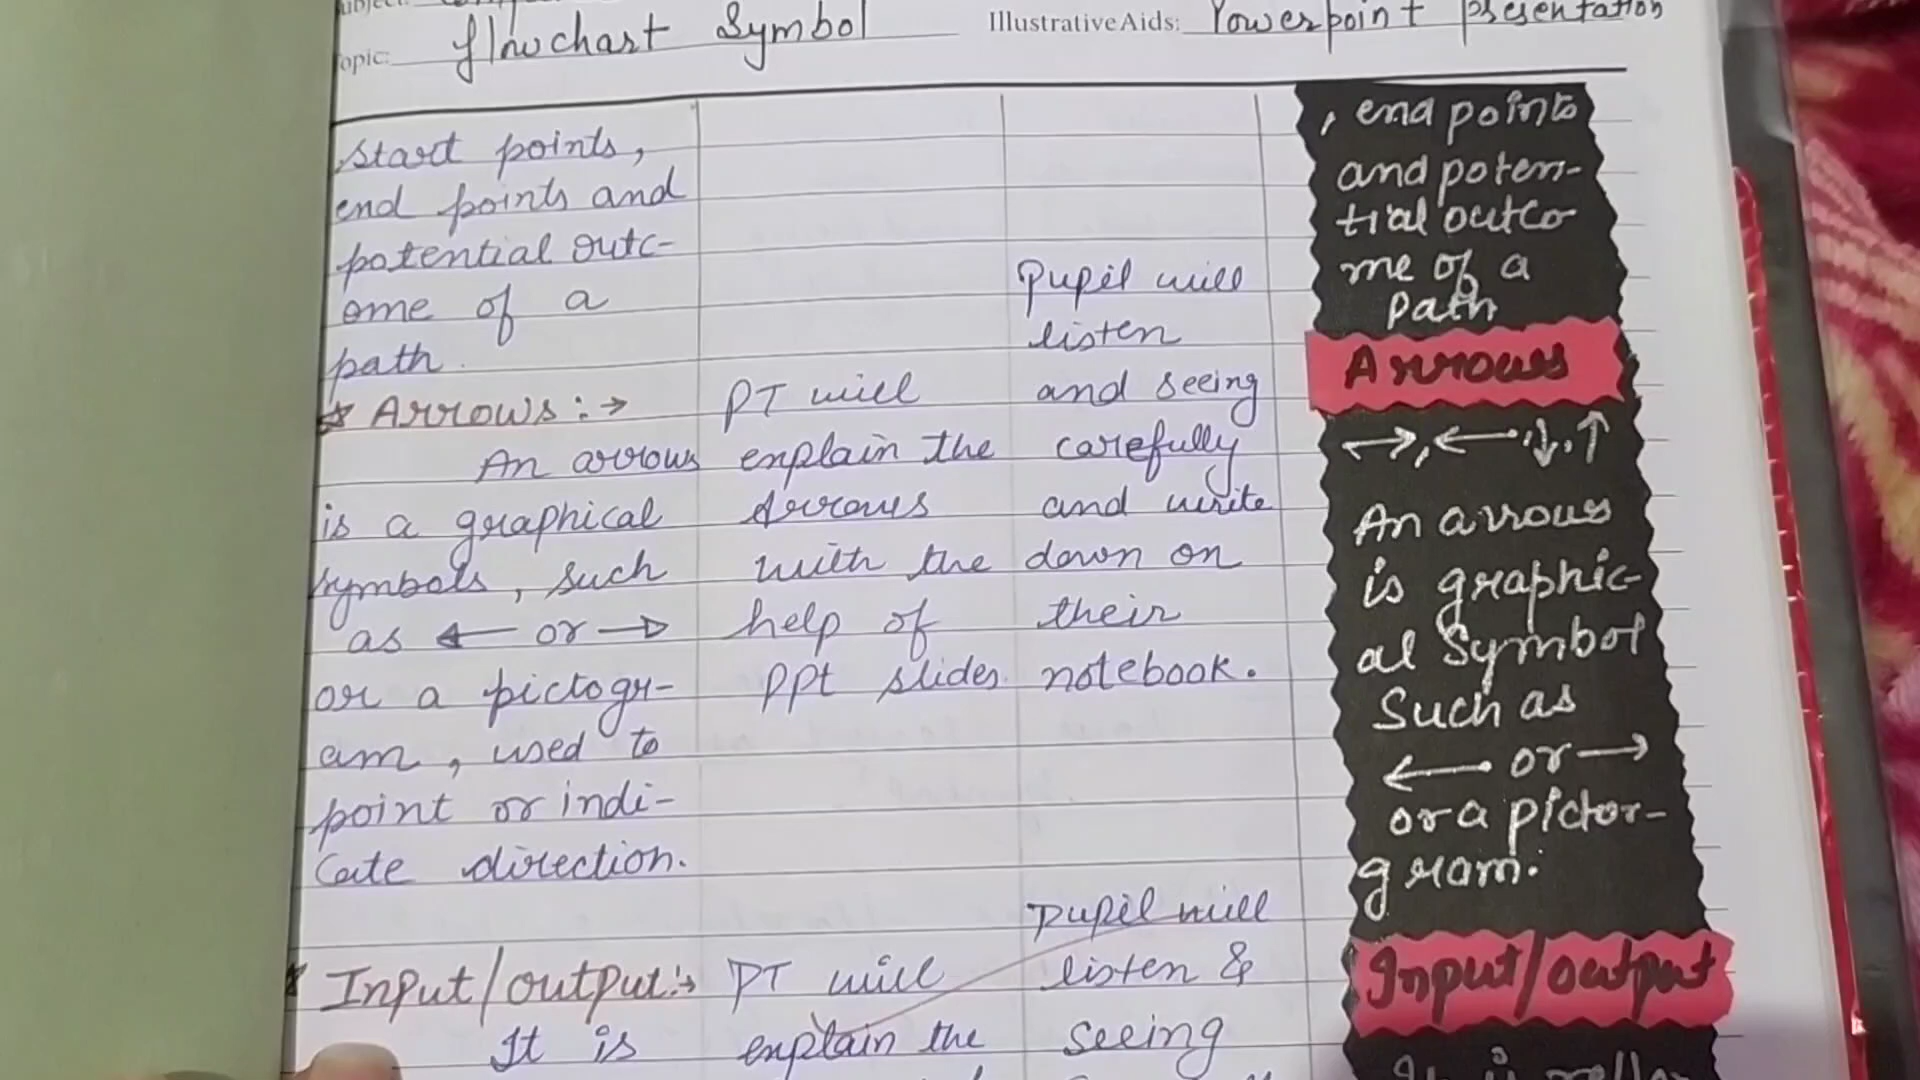 Topic: flowchart Symbol
Illustrative Aids: Powerpoint presentation
start points,
end points and
potential outc-
ome of a
path.
* Arrows:→
An arrow
is a graphical
symbols, such
as ← or →
or a pictogr-
am, used to
point or indi-
cate direction.
* Input/output:→
It is
PT will
explain the
Arrows
with the
help of
PPt slides.
PT will
explain the
Pupil will
listen
and seeing
carefully
and write
down on
their
notebook.
Pupil will
listen &
seeing
, end points
and poten-
tial outco
me of a
Path
Arrows
→, ← ↓, ↑
An arrows
is graphic-
al Symbol
Such as
← or →
or a pictor-
gram.
Input/output